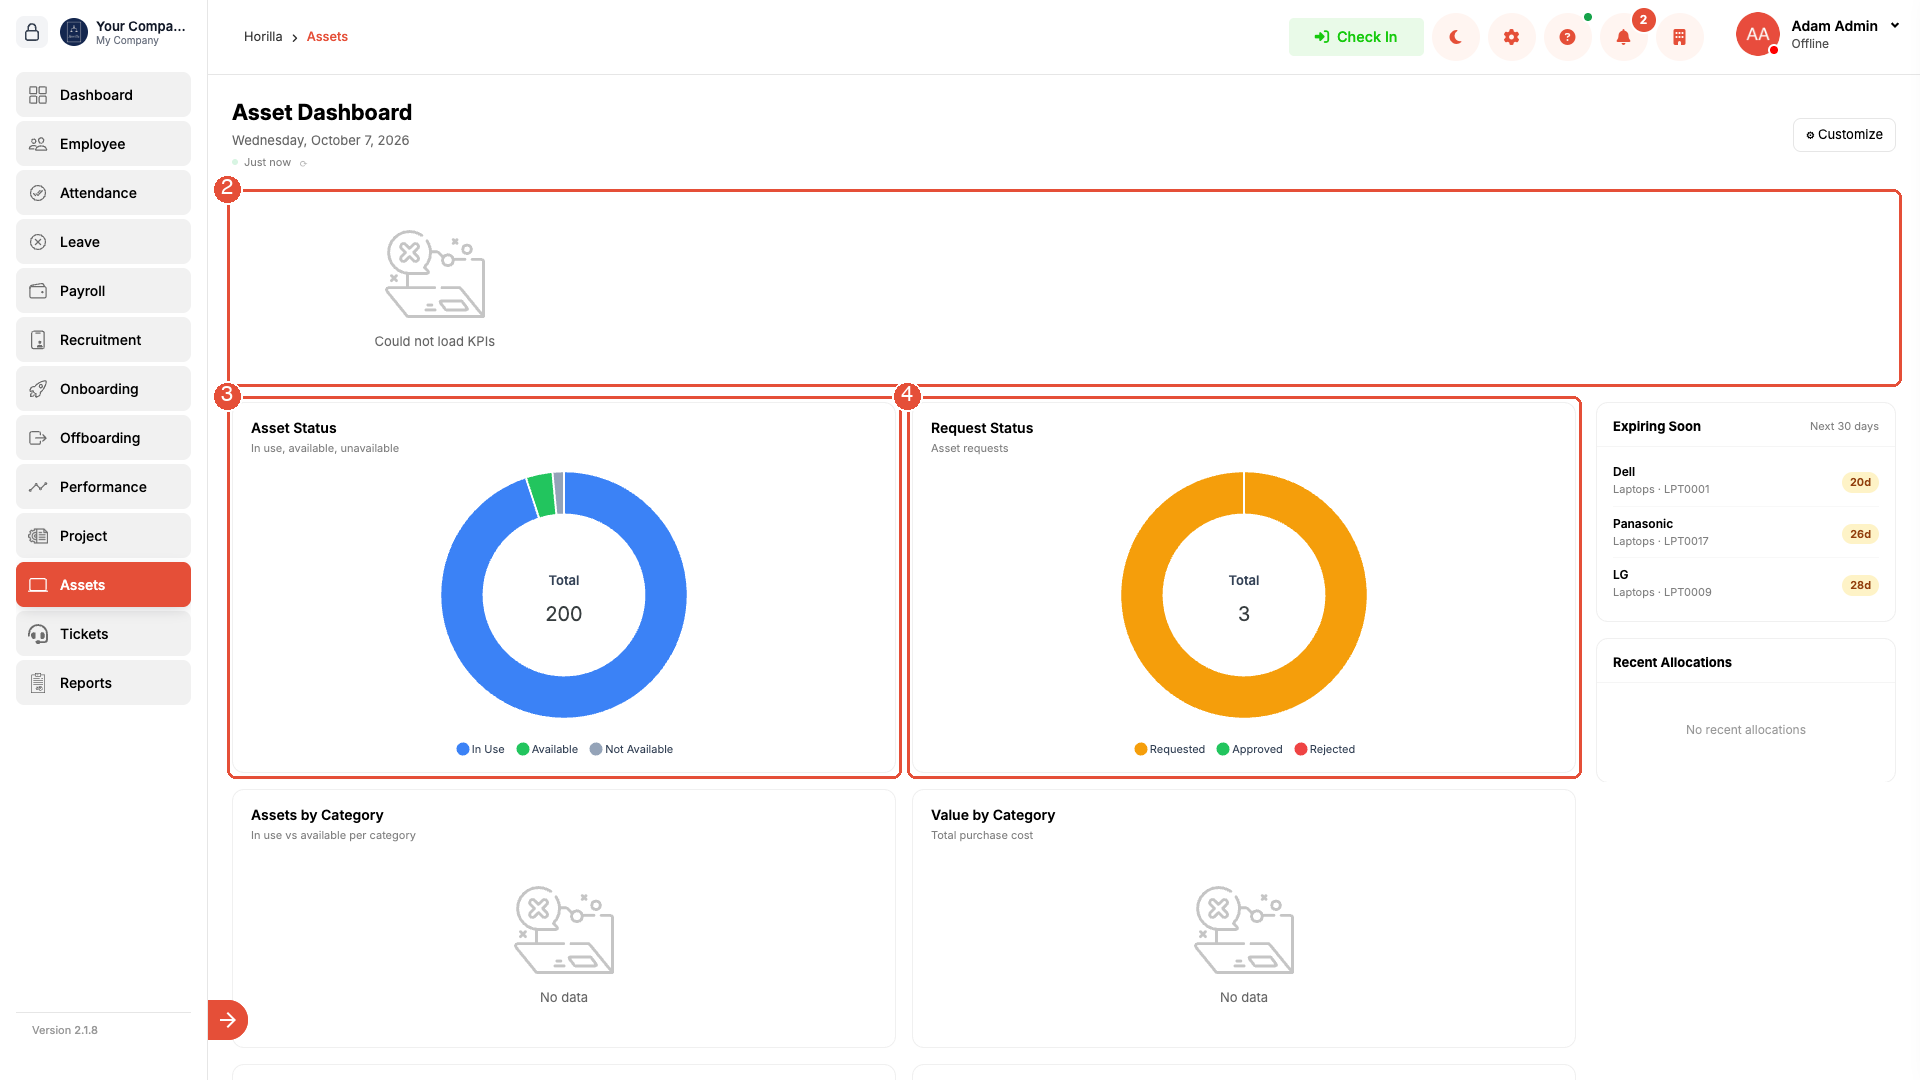 Your Compa...
My Company
Dashboard
Employee
Attendance
Leave
Payroll
Recruitment
Onboarding
Offboarding
Performance
Project
Assets
Tickets
Reports
Version 2.1.8
Horilla > Assets
Check In
2
AA
Adam Admin
Offline
Asset Dashboard
Wednesday, October 7, 2026
Just now
Customize
2
Could not load KPIs
3
Asset Status
In use, available, unavailable
Total
200
In Use Available Not Available
4
Request Status
Asset requests
Total
3
Requested Approved Rejected
Expiring Soon Next 30 days
Dell
Laptops · LPT0001
20d
Panasonic
Laptops · LPT0017
26d
LG
Laptops · LPT0009
28d
Recent Allocations
No recent allocations
Assets by Category
In use vs available per category
No data
Value by Category
Total purchase cost
No data